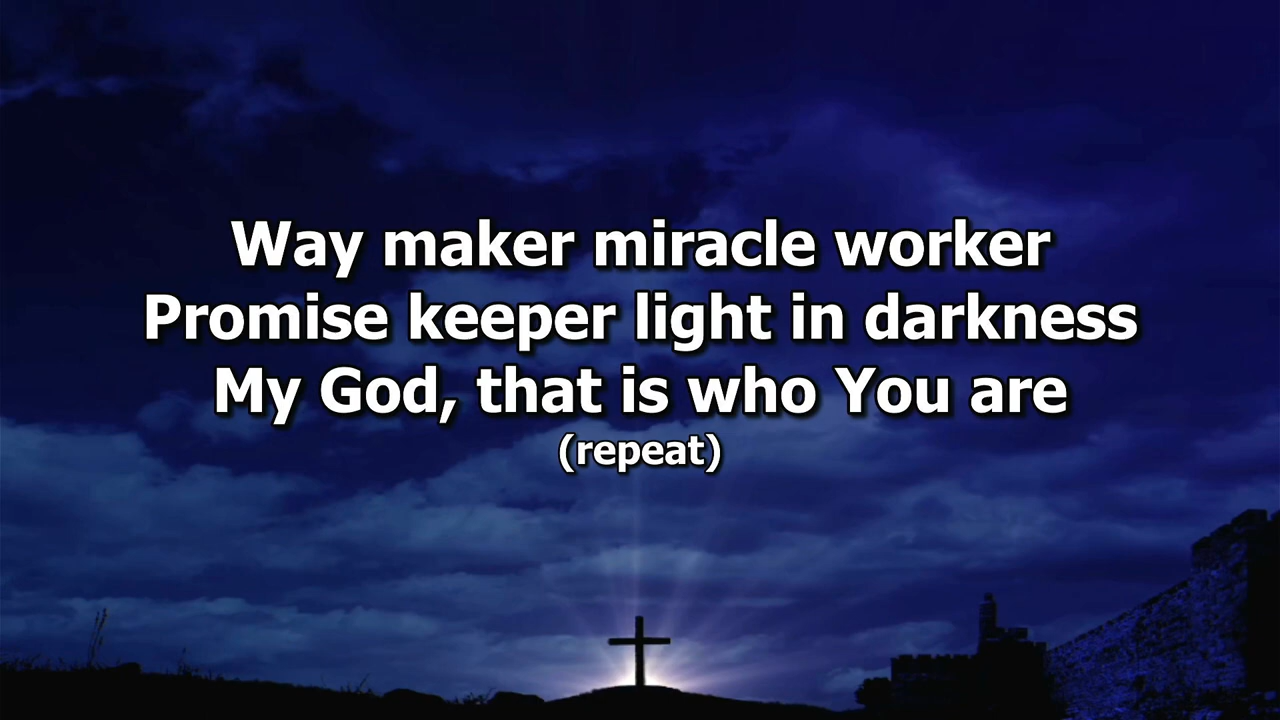 Way maker miracle worker
Promise keeper light in darkness
My God, that is who You are
(repeat)